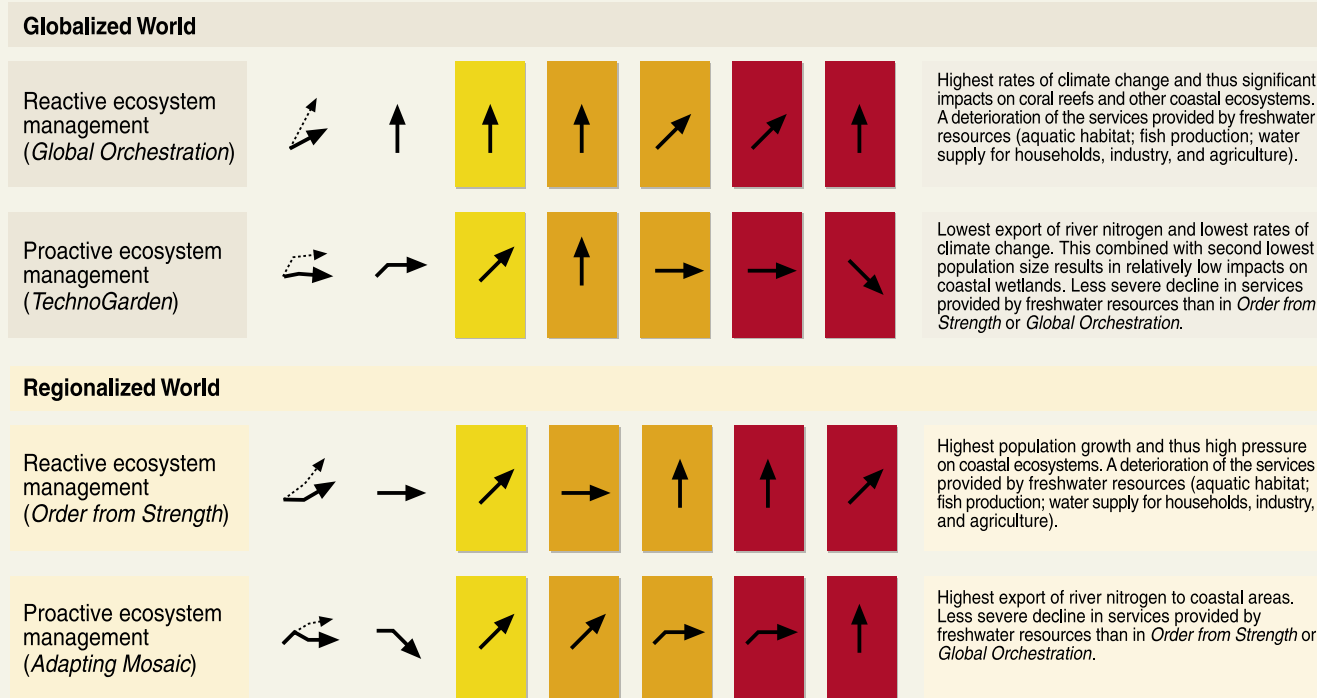 Globalized World
Reactive ecosystem
management
(Global Orchestration)
Highest rates of climate change and thus significant
impacts on coral reefs and other coastal ecosystems.
A deterioration of the services provided by freshwater
resources (aquatic habitat; fish production; water
supply for households, industry, and agriculture).
Proactive ecosystem
management
(TechnoGarden)
Lowest export of river nitrogen and lowest rates of
climate change. This combined with second lowest
population size results in relatively low impacts on
coastal wetlands. Less severe decline in services
provided by freshwater resources than in Order from
Strength or Global Orchestration.
Regionalized World
Reactive ecosystem
management
(Order from Strength)
Highest population growth and thus high pressure
on coastal ecosystems. A deterioration of the services
provided by freshwater resources (aquatic habitat;
fish production; water supply for households, industry,
and agriculture).
Proactive ecosystem
management
(Adapting Mosaic)
Highest export of river nitrogen to coastal areas.
Less severe decline in services provided by
freshwater resources than in Order from Strength or
Global Orchestration.